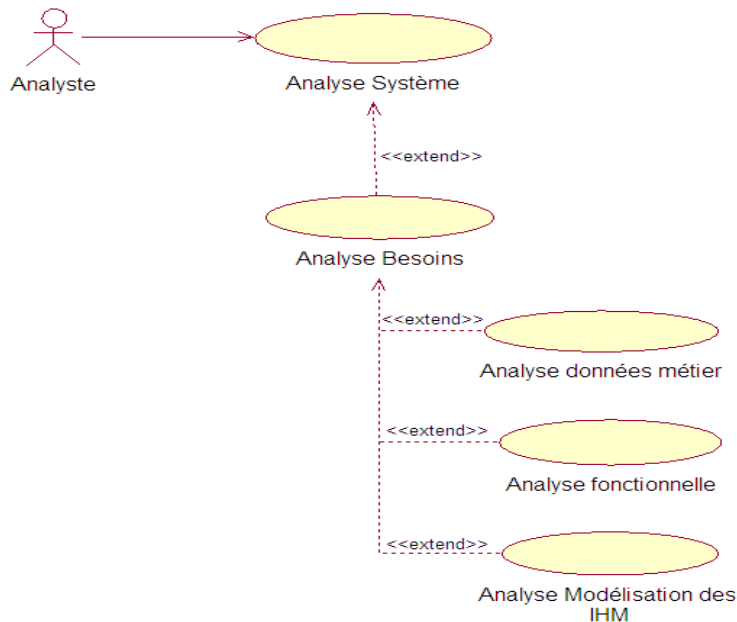 Analyste
Analyse Système
<<extend>>
Analyse Besoins
<<extend>>
Analyse données métier
<<extend>>
Analyse fonctionnelle
<<extend>>
Analyse Modélisation des
IHM